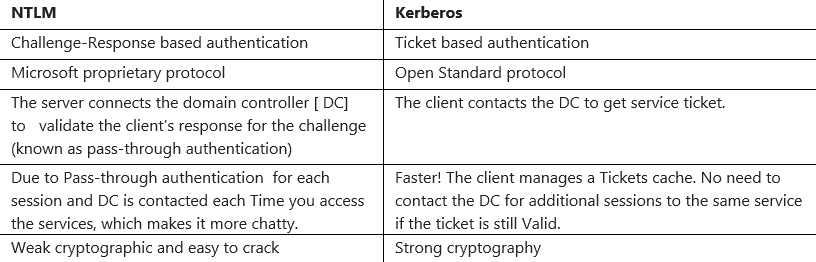 NTLM
Kerberos
Challenge-Response based authentication
Ticket based authentication
Microsoft proprietary protocol
Open Standard protocol
The server connects the domain controller [ DC]
to   validate the client's response for the challenge
(known as pass-through authentication)
The client contacts the DC to get service ticket.
Due to Pass-through authentication  for each
session and DC is contacted each Time you access
the services, which makes it more chatty.
Faster! The client manages a Tickets cache. No need to
contact the DC for additional sessions to the same service
if the ticket is still Valid.
Weak cryptographic and easy to crack
Strong cryptography